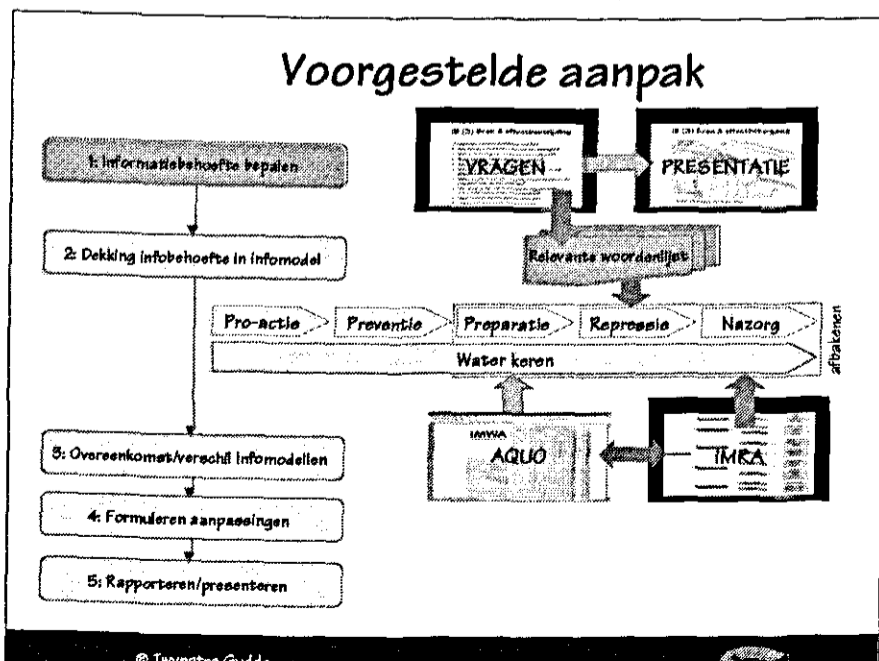 Voorgestelde aanpak
1: Informatiebehoefte bepalen
VRAGEN
PRESENTATIE
2: Dekking infobehoefte in infomodel
Relevante woordenlijst
Pro-actie
Preventie
Preparatie
Repressie
Nazorg
Water keren
afbakenen
IMWA
AQUO
IMRA
3: Overeenkomst/verschil infomodellen
4: Formuleren aanpassingen
5: Rapporteren/presenteren